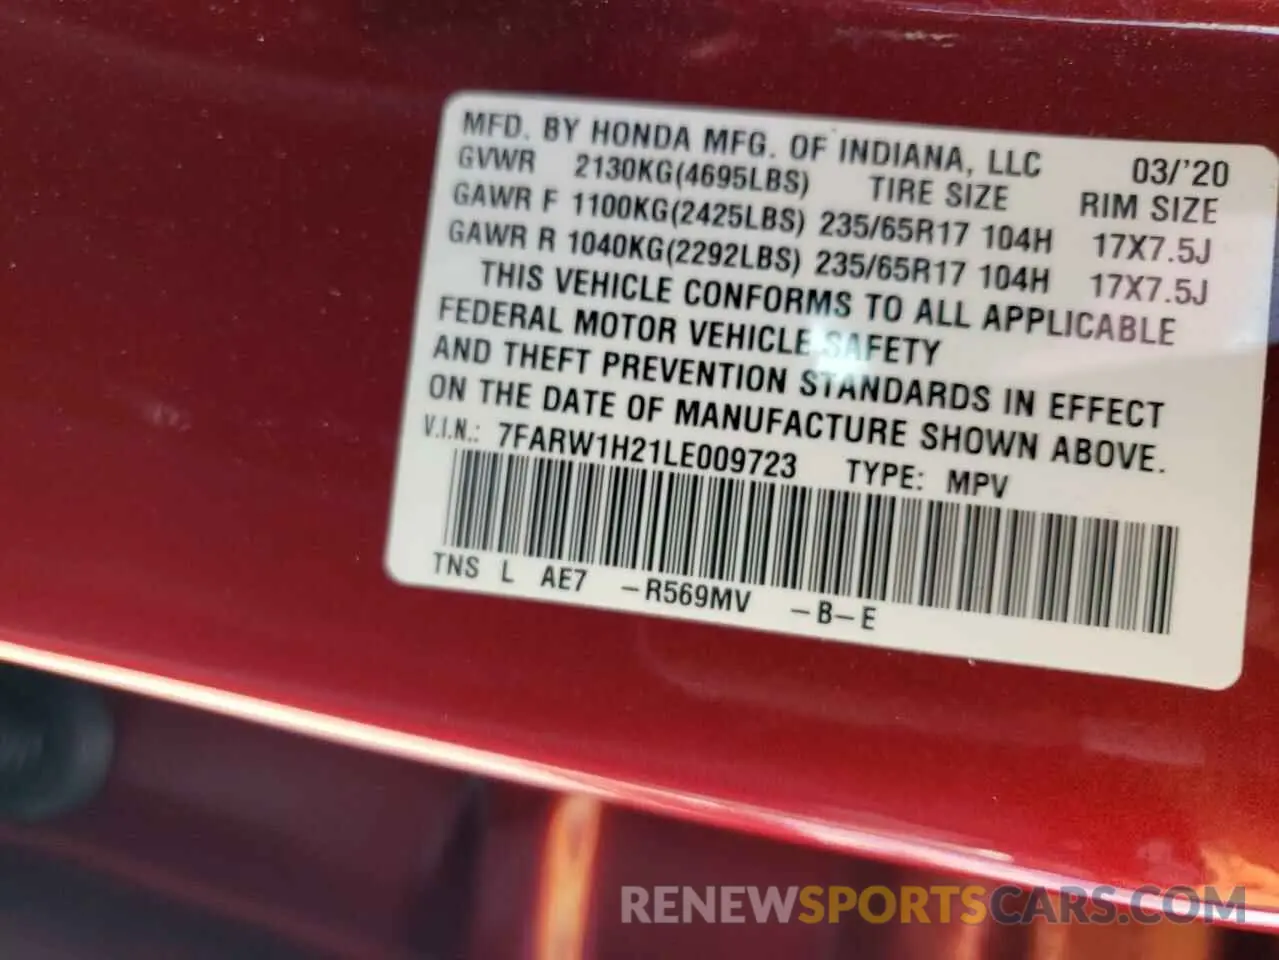 MFD. BY HONDA MFG. OF INDIANA, LLC 03/'20
GVWR 2130KG(4695LBS) TIRE SIZE RIM SIZE
GAWR F 1100KG(2425LBS) 235/65R17 104H 17X7.5J
GAWR R 1040KG(2292LBS) 235/65R17 104H 17X7.5J
THIS VEHICLE CONFORMS TO ALL APPLICABLE
FEDERAL MOTOR VEHICLE SAFETY
AND THEFT PREVENTION STANDARDS IN EFFECT
ON THE DATE OF MANUFACTURE SHOWN ABOVE.
V.I.N.: 7FARW1H21LE009723 TYPE: MPV
TNS L AE7 –R569MV –B–E
RENEWSPORTSCARS.COM